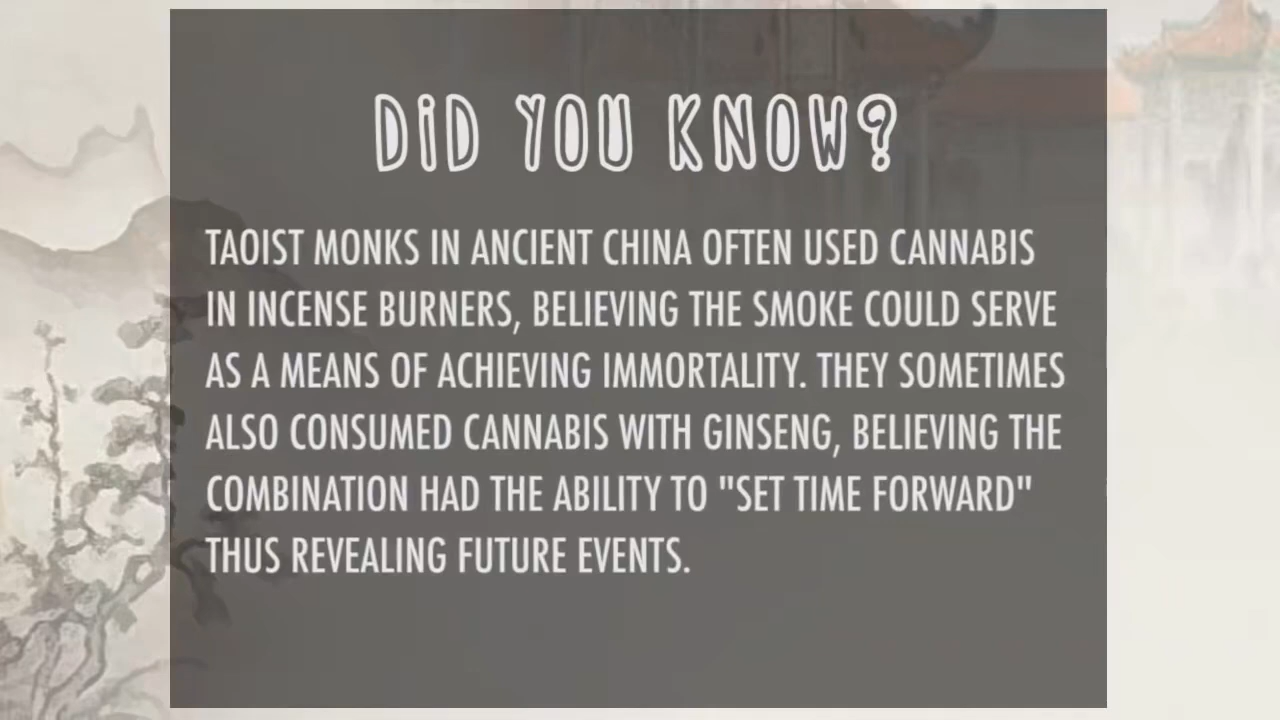 DiD YOU KNOW?
TAOIST MONKS IN ANCIENT CHINA OFTEN USED CANNABIS
IN INCENSE BURNERS, BELIEVING THE SMOKE COULD SERVE
AS A MEANS OF ACHIEVING IMMORTALITY. THEY SOMETIMES
ALSO CONSUMED CANNABIS WITH GINSENG, BELIEVING THE
COMBINATION HAD THE ABILITY TO "SET TIME FORWARD"
THUS REVEALING FUTURE EVENTS.